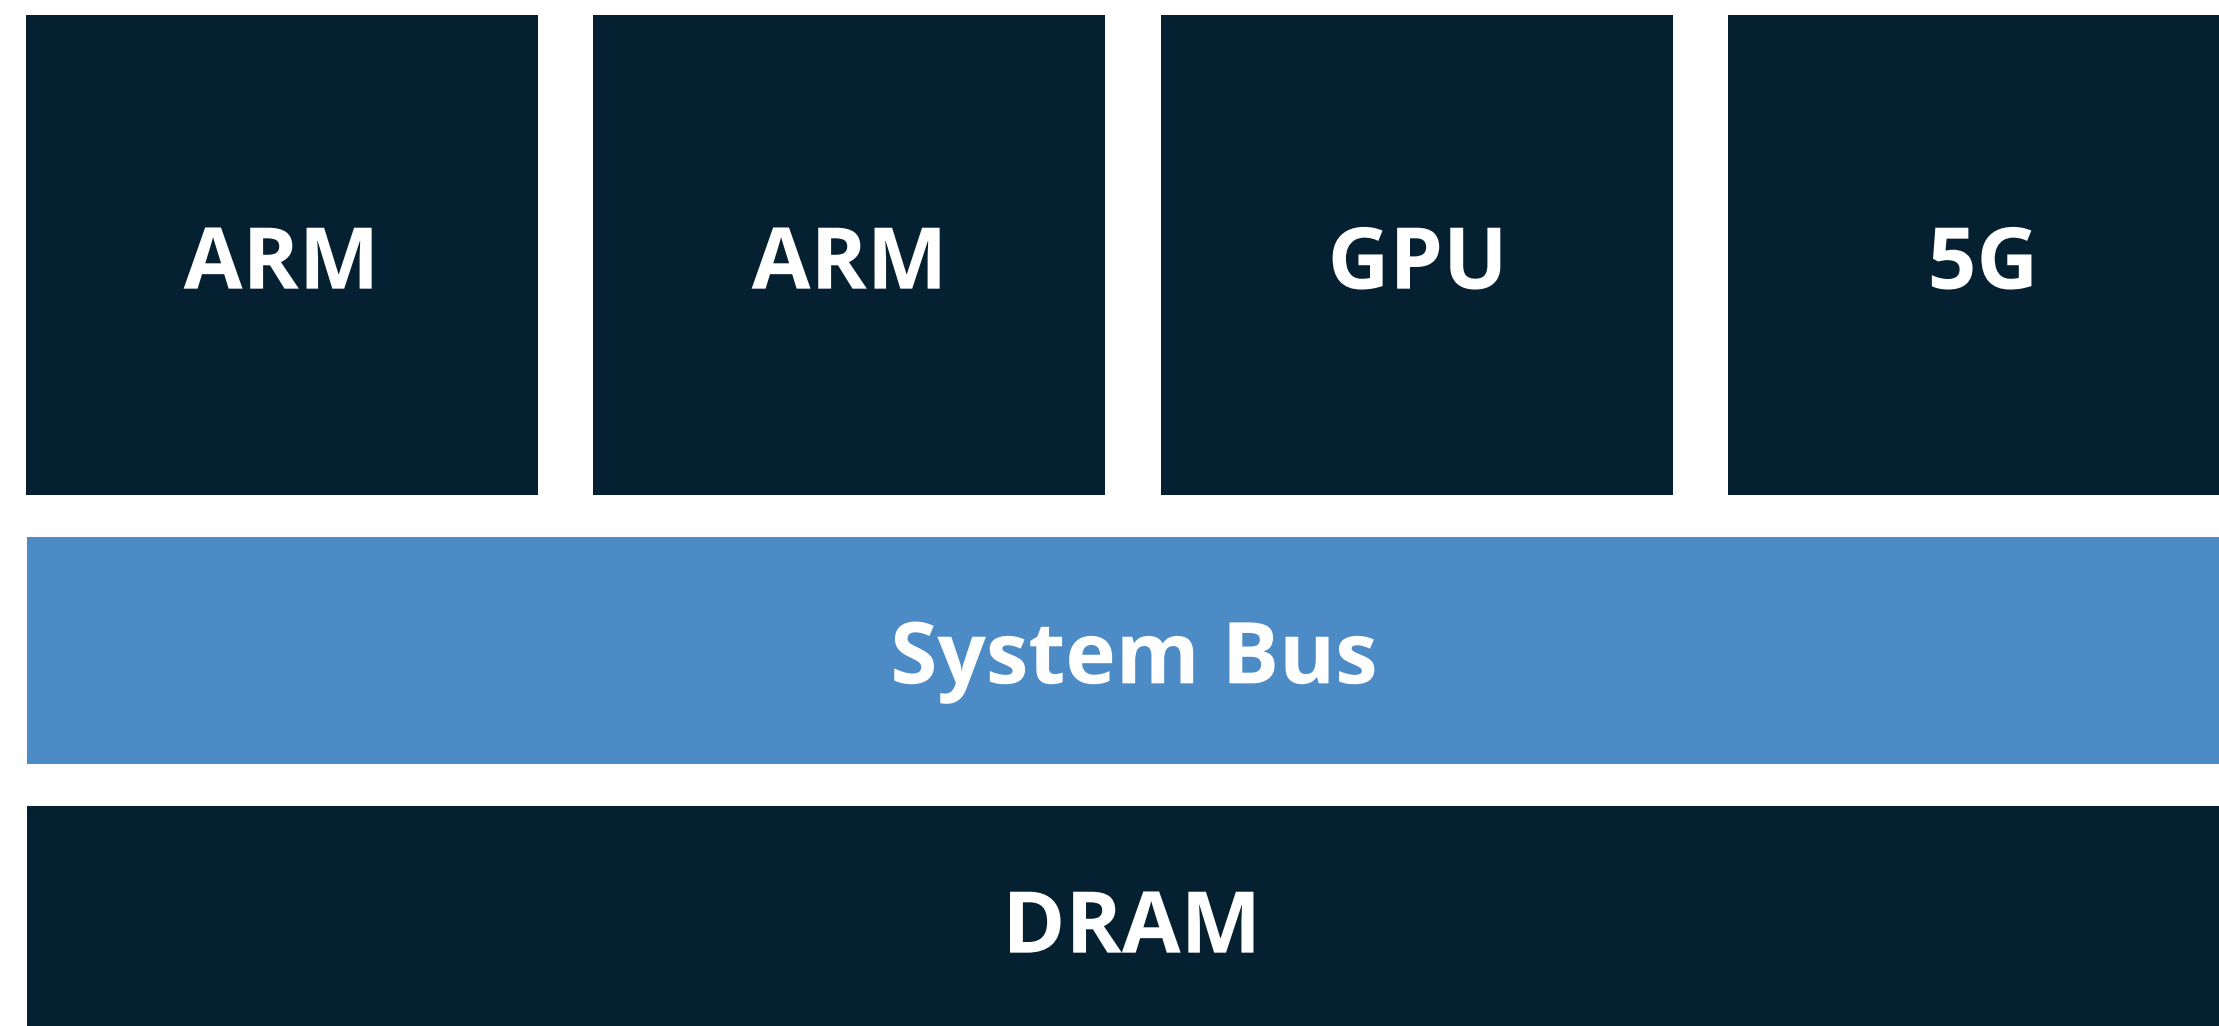 ARM
ARM
GPU
5G
System Bus
DRAM